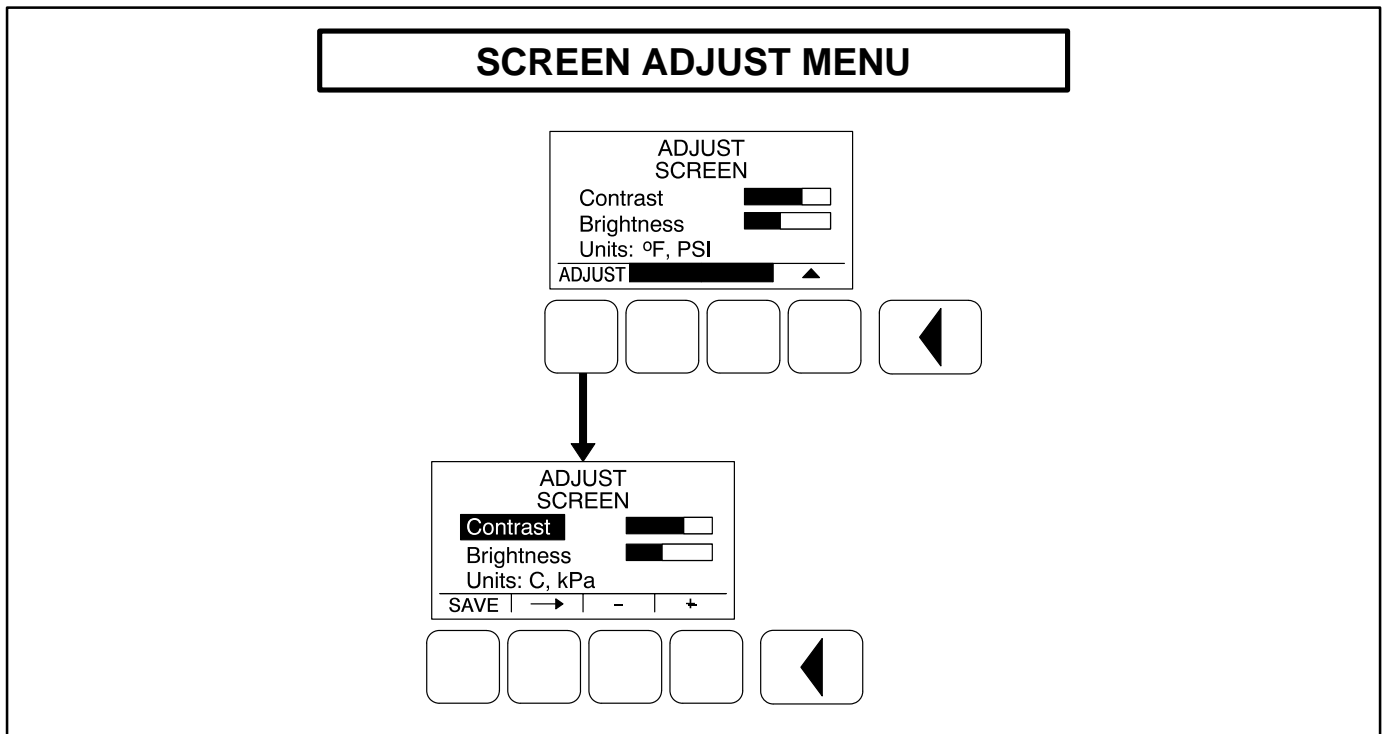 SCREEN ADJUST MENU
ADJUST
SCREEN
Contrast
Brightness
Units: ºF, PSI
ADJUST
ADJUST
SCREEN
Contrast
Brightness
Units: C, kPa
SAVE → - +